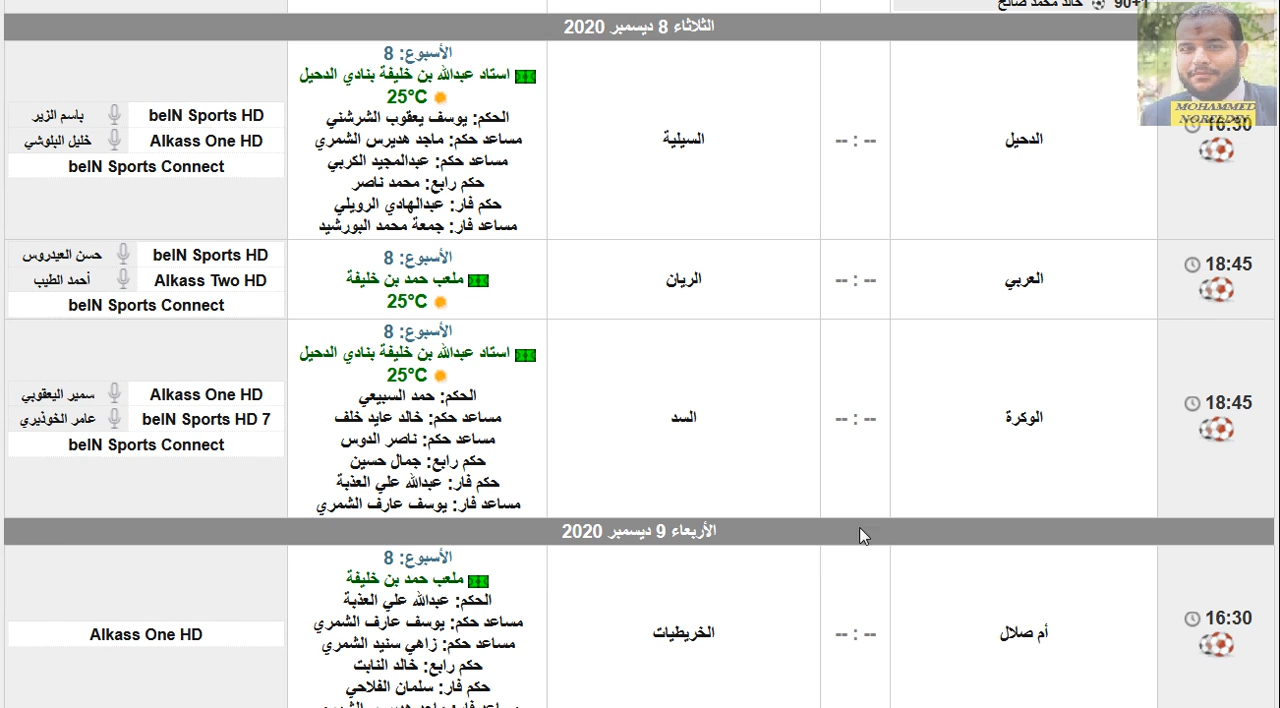 90+1 خالد محمد صالح
MOHAMMED
NORELDIN
الثلاثاء 8 ديسمبر 2020
16:30
الدحيل
-- : --
السيلية
الأسبوع: 8
استاد عبدالله بن خليفة بنادي الدحيل
25°C
الحكم: يوسف يعقوب الشرشني
مساعد حكم: ماجد هديرس الشمري
مساعد حكم: عبدالمجيد الكربي
حكم رابع: محمد ناصر
حكم فار: عبدالهادي الرويلي
مساعد فار: جمعة محمد البورشيد
beIN Sports HD باسم الزير
Alkass One HD خليل البلوشي
beIN Sports Connect
18:45
العربي
-- : --
الريان
الأسبوع: 8
ملعب حمد بن خليفة
25°C
beIN Sports HD حسن العيدروس
Alkass Two HD أحمد الطيب
beIN Sports Connect
18:45
الوكرة
-- : --
السد
الأسبوع: 8
استاد عبدالله بن خليفة بنادي الدحيل
25°C
الحكم: حمد السبيعي
مساعد حكم: خالد عايد خلف
مساعد حكم: ناصر الدوس
حكم رابع: جمال حسين
حكم فار: عبدالله علي العذبة
مساعد فار: يوسف عارف الشمري
Alkass One HD سمير اليعقوبي
beIN Sports HD 7 عامر الخوذيري
beIN Sports Connect
الأربعاء 9 ديسمبر 2020
16:30
أم صلال
-- : --
الخريطيات
الأسبوع: 8
ملعب حمد بن خليفة
الحكم: عبدالله علي العذبة
مساعد حكم: يوسف عارف الشمري
مساعد حكم: زاهي سنيد الشمري
حكم رابع: خالد النابت
حكم فار: سلمان الفلاحي
Alkass One HD